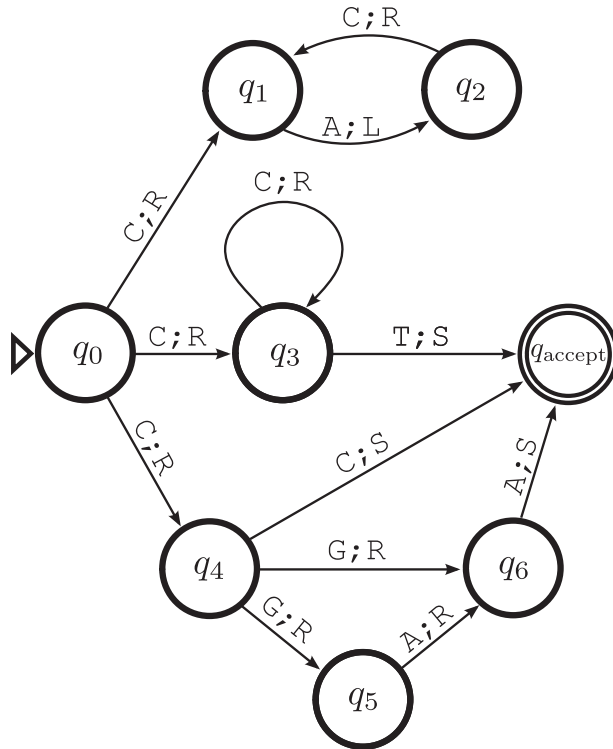 C;R
q1
q2
A;L
C;R
C;R
q0
C;R
q3
T;S
qaccept
C;R
C;S
A;S
q4
G;R
q6
G;R
A;R
q5